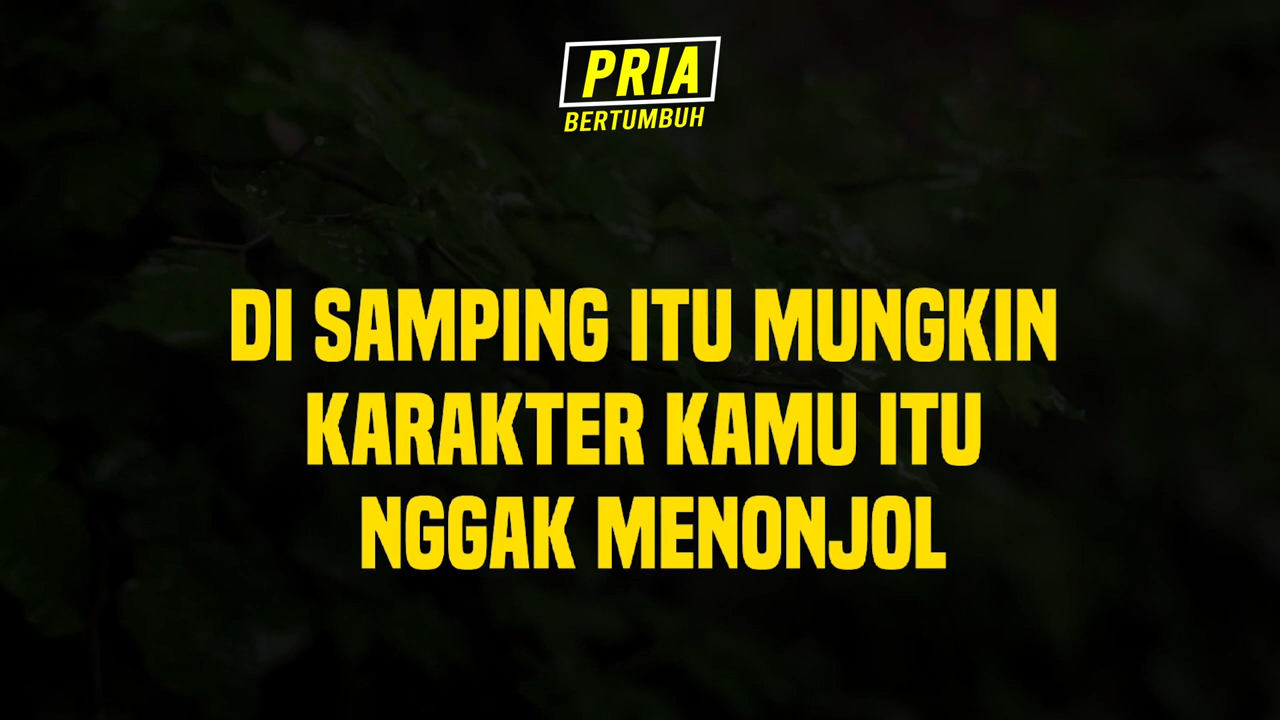 PRIA
BERTUMBUH
DI SAMPING ITU MUNGKIN
KARAKTER KAMU ITU
NGGAK MENONJOL